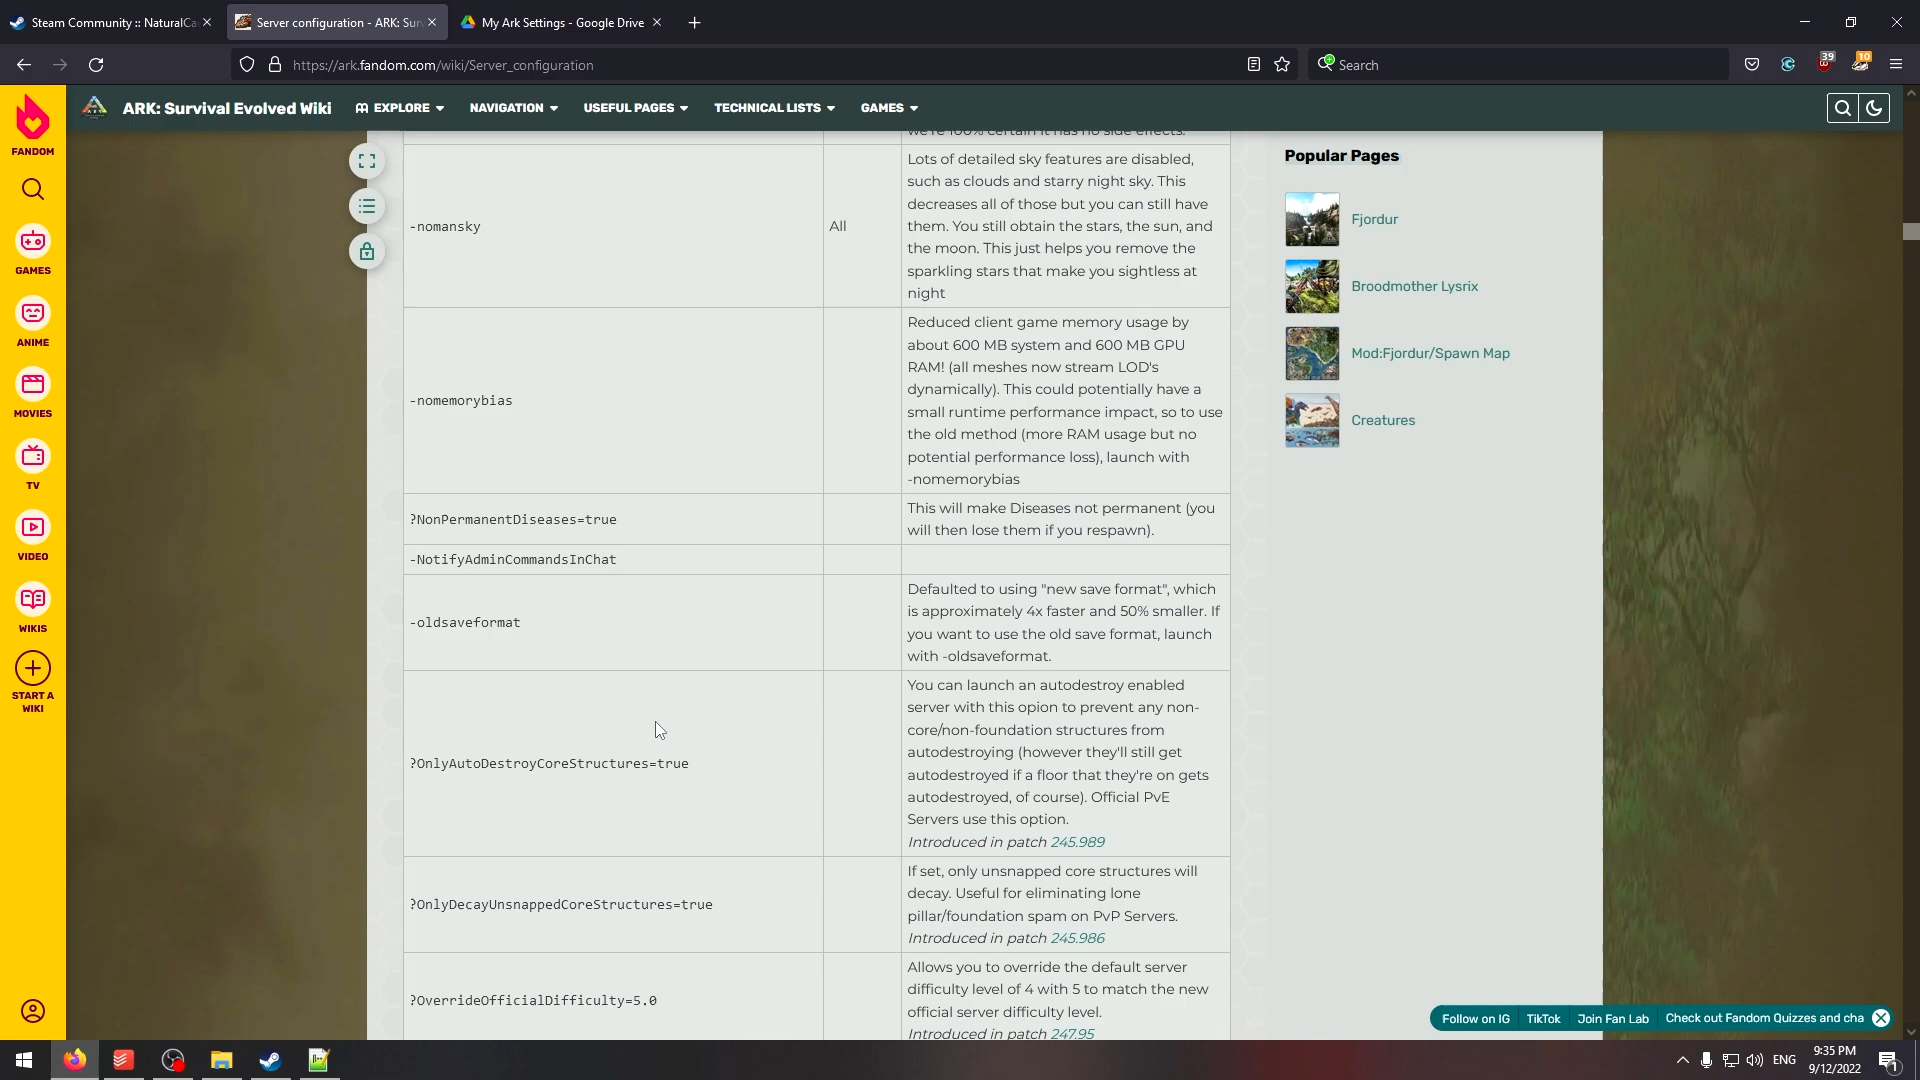 Steam Community :: NaturalCa
Server configuration - ARK: Sur
My Ark Settings - Google Drive
https://ark.fandom.com/wiki/Server_configuration
Search
39
10
FANDOM
GAMES
ANIME
MOVIES
TV
VIDEO
WIKIS
START A
WIKI
ARK: Survival Evolved Wiki
EXPLORE
NAVIGATION
USEFUL PAGES
TECHNICAL LISTS
GAMES
we're 100% certain it has no side effects.
-nomansky
All
Lots of detailed sky features are disabled,
such as clouds and starry night sky. This
decreases all of those but you can still have
them. You still obtain the stars, the sun, and
the moon. This just helps you remove the
sparkling stars that make you sightless at
night
-nomemorybias
Reduced client game memory usage by
about 600 MB system and 600 MB GPU
RAM! (all meshes now stream LOD's
dynamically). This could potentially have a
small runtime performance impact, so to use
the old method (more RAM usage but no
potential performance loss), launch with
-nomemorybias
?NonPermanentDiseases=true
This will make Diseases not permanent (you
will then lose them if you respawn).
-NotifyAdminCommandsInChat
-oldsaveformat
Defaulted to using "new save format", which
is approximately 4x faster and 50% smaller. If
you want to use the old save format, launch
with -oldsaveformat.
?OnlyAutoDestroyCoreStructures=true
You can launch an autodestroy enabled
server with this opion to prevent any non-
core/non-foundation structures from
autodestroying (however they'll still get
autodestroyed if a floor that they're on gets
autodestroyed, of course). Official PvE
Servers use this option.
Introduced in patch 245.989
?OnlyDecayUnsnappedCoreStructures=true
If set, only unsnapped core structures will
decay. Useful for eliminating lone
pillar/foundation spam on PvP Servers.
Introduced in patch 245.986
?OverrideOfficialDifficulty=5.0
Allows you to override the default server
difficulty level of 4 with 5 to match the new
official server difficulty level.
Introduced in patch 247.95
Popular Pages
Fjordur
Broodmother Lysrix
Mod:Fjordur/Spawn Map
Creatures
Follow on IG
TikTok
Join Fan Lab
Check out Fandom Quizzes and cha
ENG
9:35 PM
9/12/2022
1